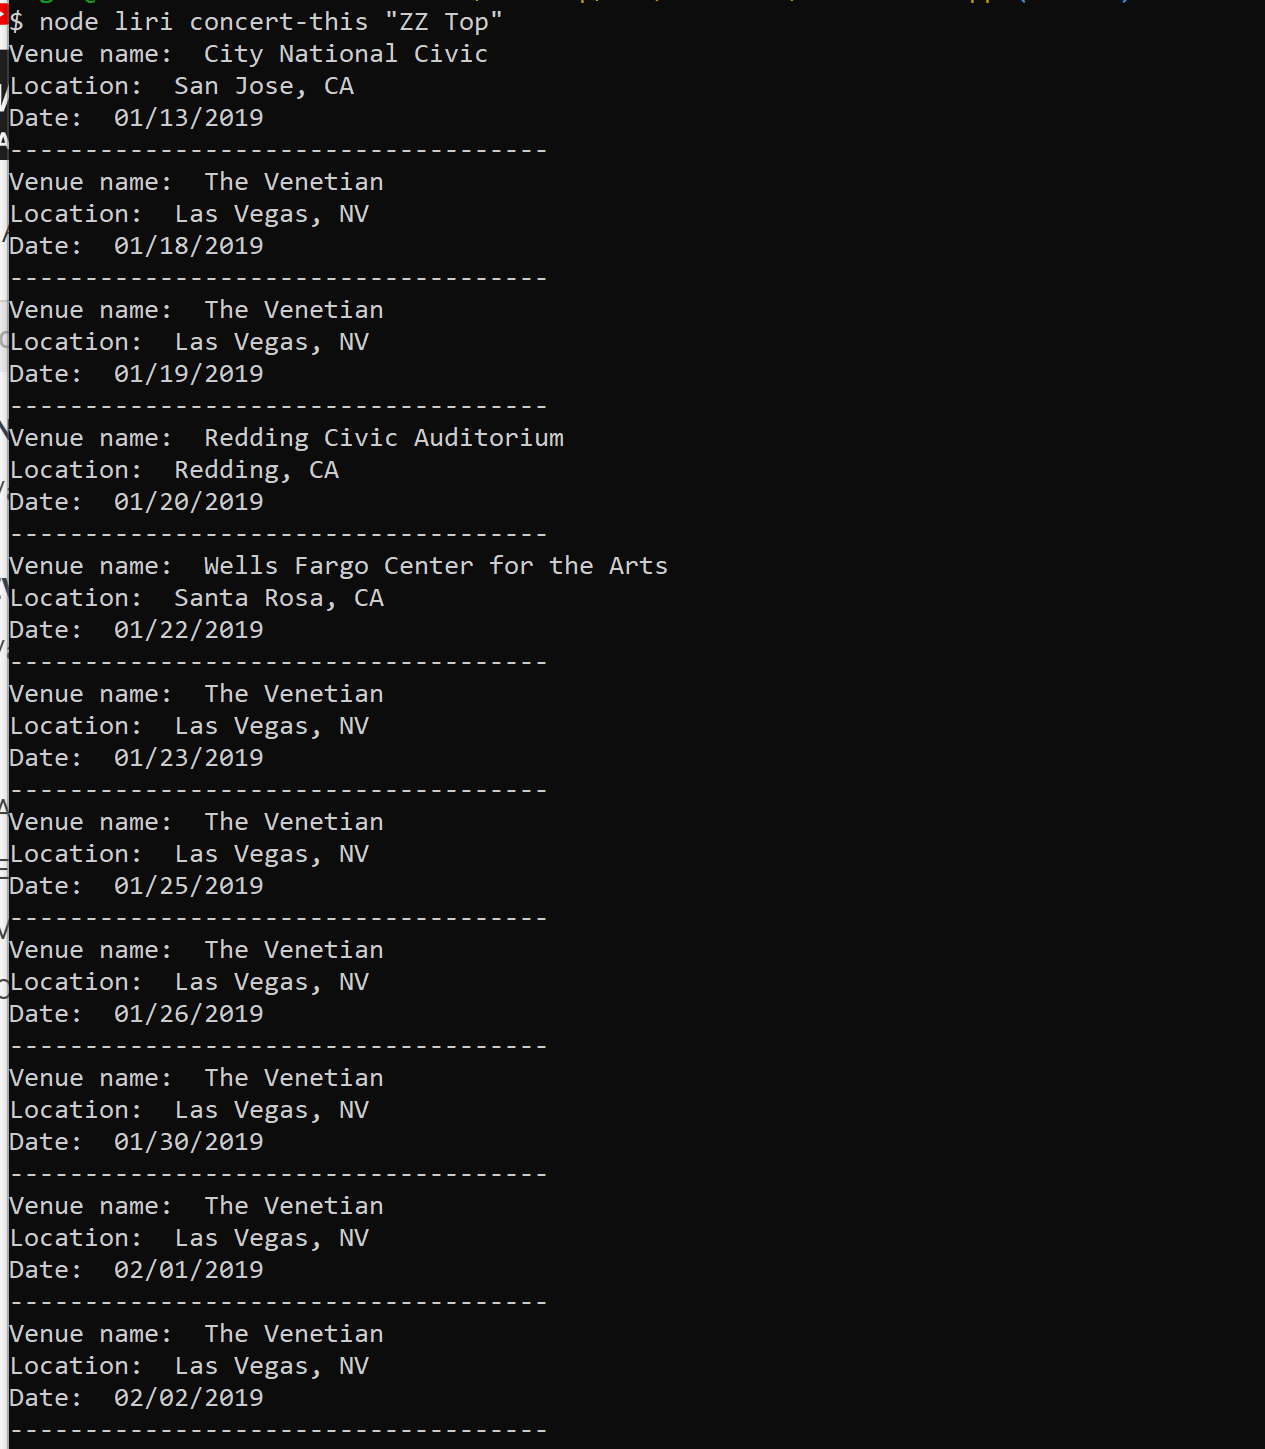 $ node liri concert-this "ZZ Top"
Venue name:  City National Civic
Location:  San Jose, CA
Date:  01/13/2019
------------------------------------
Venue name:  The Venetian
Location:  Las Vegas, NV
Date:  01/18/2019
------------------------------------
Venue name:  The Venetian
Location:  Las Vegas, NV
Date:  01/19/2019
------------------------------------
Venue name:  Redding Civic Auditorium
Location:  Redding, CA
Date:  01/20/2019
------------------------------------
Venue name:  Wells Fargo Center for the Arts
Location:  Santa Rosa, CA
Date:  01/22/2019
------------------------------------
Venue name:  The Venetian
Location:  Las Vegas, NV
Date:  01/23/2019
------------------------------------
Venue name:  The Venetian
Location:  Las Vegas, NV
Date:  01/25/2019
------------------------------------
Venue name:  The Venetian
Location:  Las Vegas, NV
Date:  01/26/2019
------------------------------------
Venue name:  The Venetian
Location:  Las Vegas, NV
Date:  01/30/2019
------------------------------------
Venue name:  The Venetian
Location:  Las Vegas, NV
Date:  02/01/2019
------------------------------------
Venue name:  The Venetian
Location:  Las Vegas, NV
Date:  02/02/2019
------------------------------------